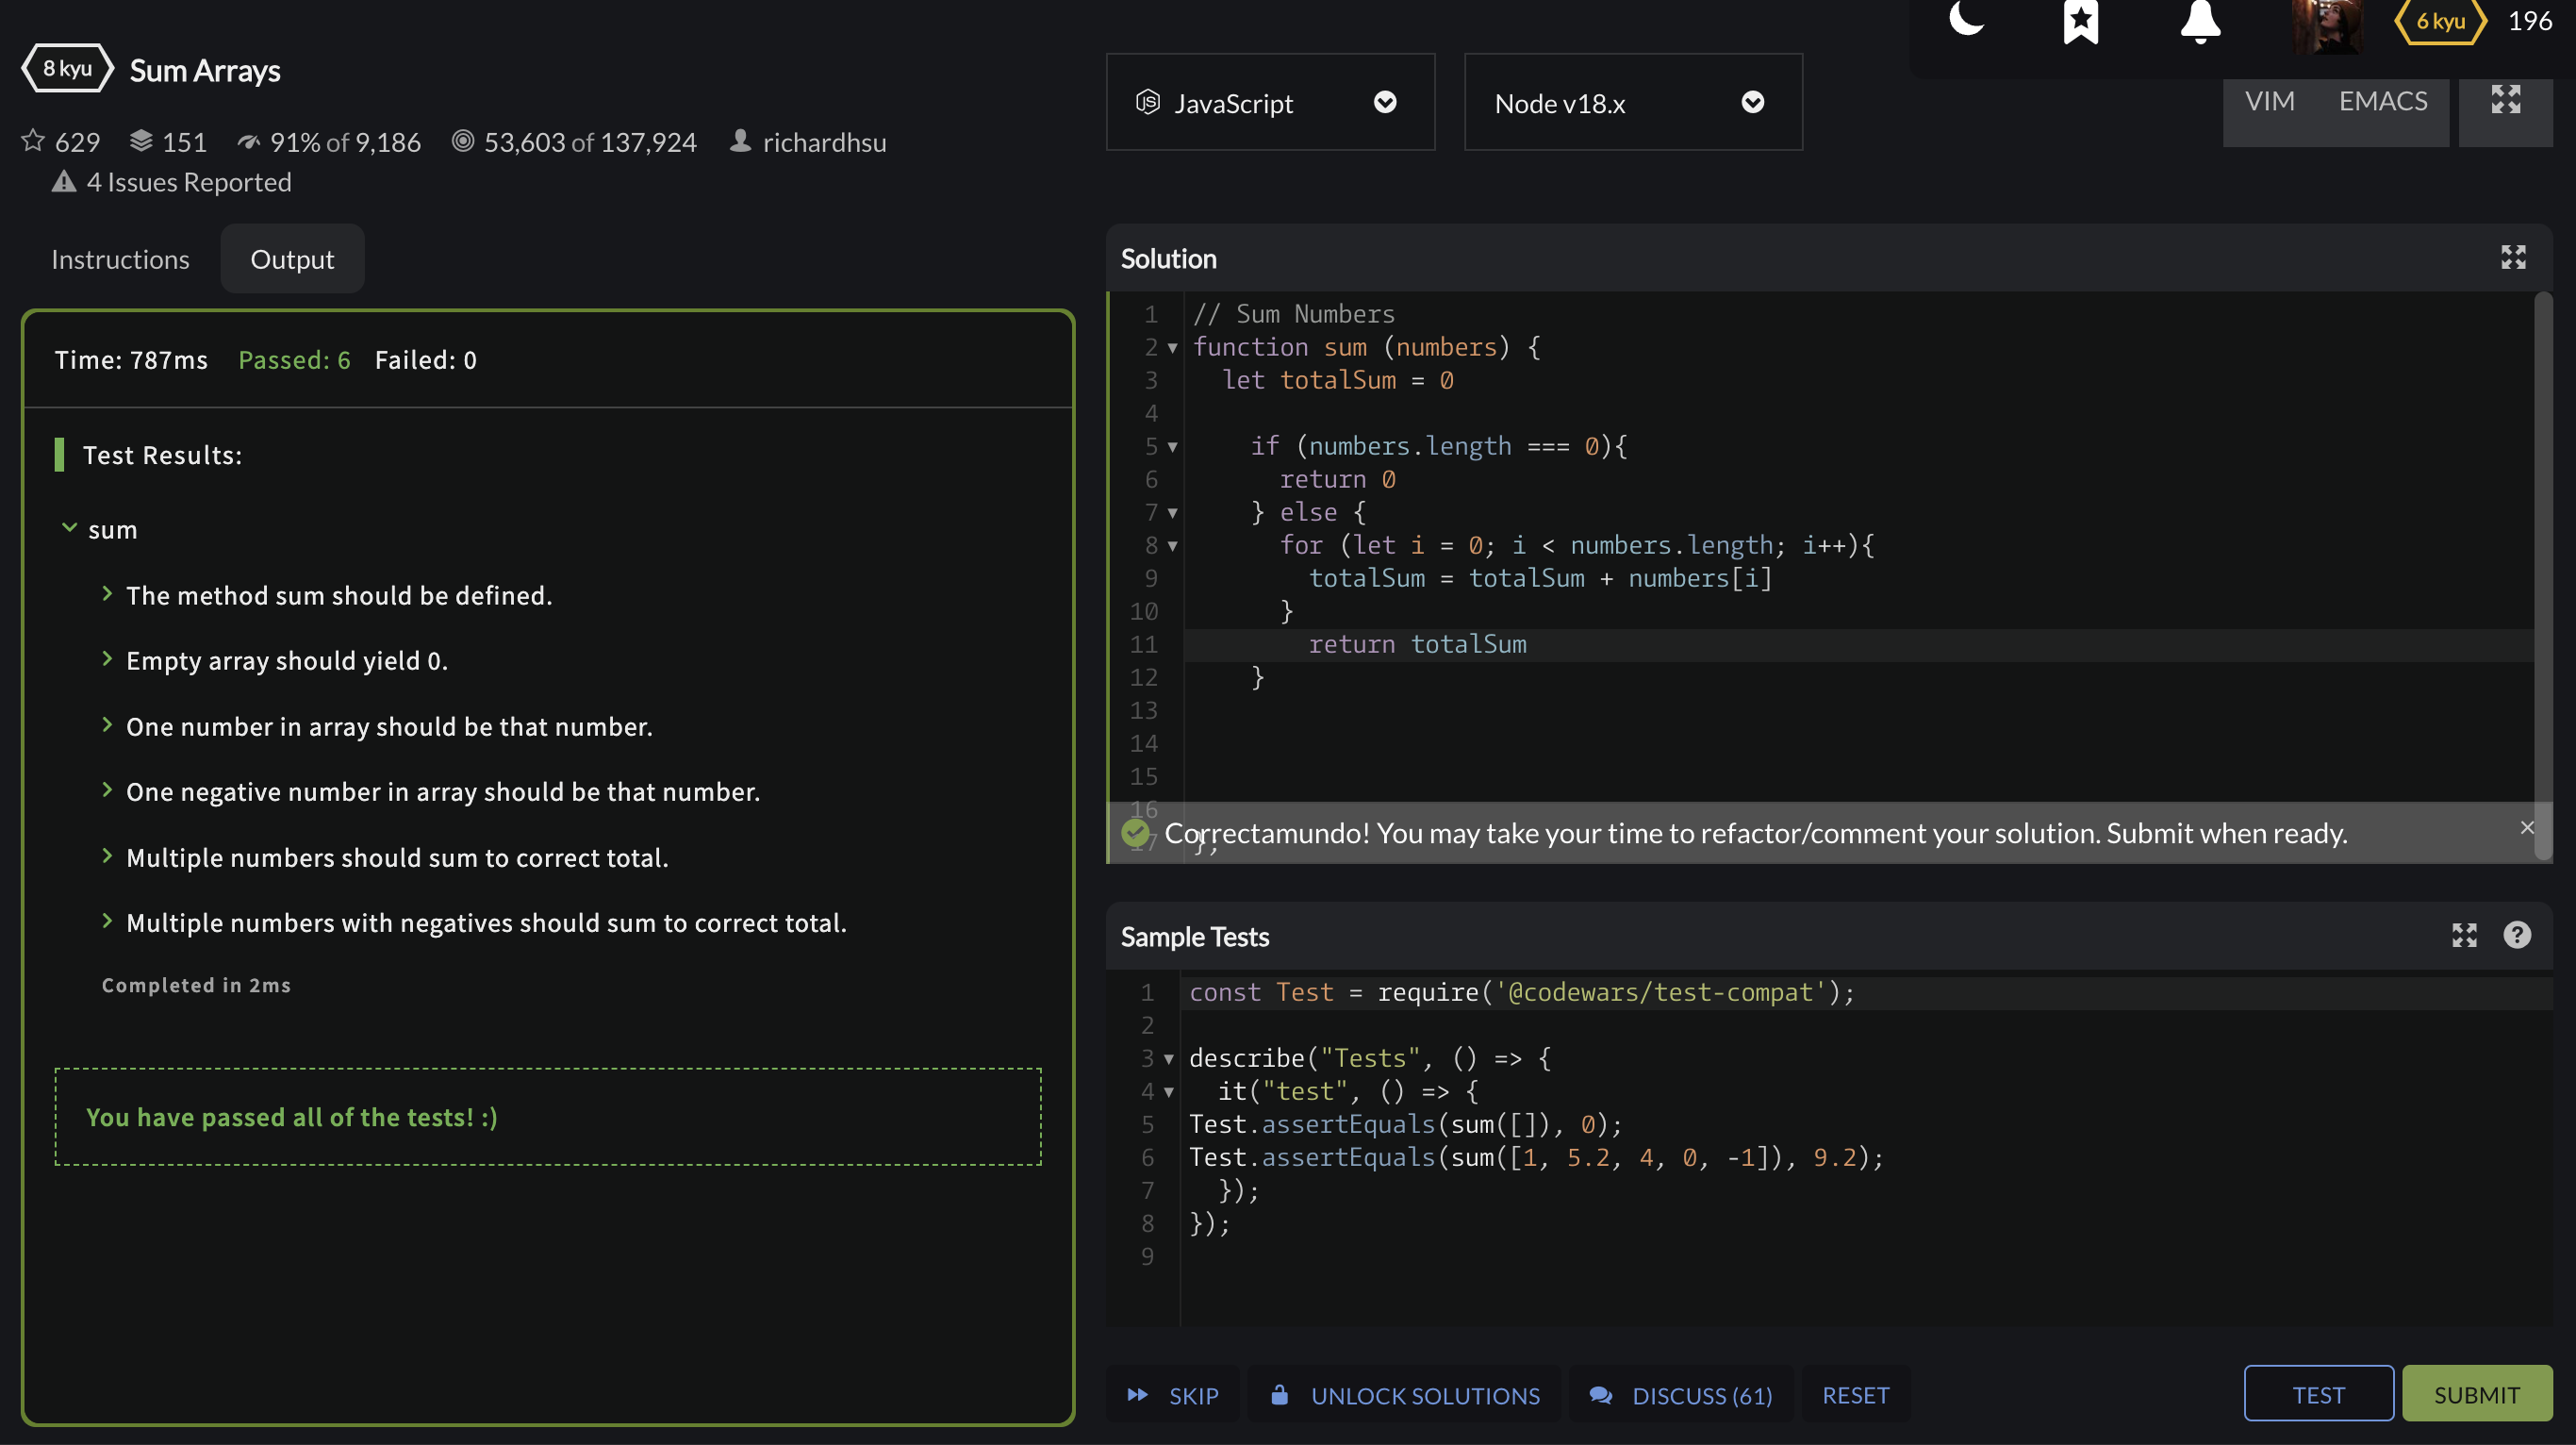 8 kyu Sum Arrays
629 151 91% of 9,186 53,603 of 137,924 richardhsu
4 Issues Reported
Instructions Output
Time: 787ms Passed: 6 Failed: 0
Test Results:
sum
The method sum should be defined.
Empty array should yield 0.
One number in array should be that number.
One negative number in array should be that number.
Multiple numbers should sum to correct total.
Multiple numbers with negatives should sum to correct total.
Completed in 2ms
You have passed all of the tests! :)
6 kyu 196
JS JavaScript Node v18.x VIM EMACS
Solution
1 // Sum Numbers
2 function sum (numbers) {
3 let totalSum = 0
4
5 if (numbers.length === 0){
6 return 0
7 } else {
8 for (let i = 0; i < numbers.length; i++){
9 totalSum = totalSum + numbers[i]
10 }
11 return totalSum
12 }
13
14
15
16
17 };
Correctamundo! You may take your time to refactor/comment your solution. Submit when ready.
Sample Tests
1 const Test = require('@codewars/test-compat');
2
3 describe("Tests", () => {
4 it("test", () => {
5 Test.assertEquals(sum([]), 0);
6 Test.assertEquals(sum([1, 5.2, 4, 0, -1]), 9.2);
7 });
8 });
9
SKIP UNLOCK SOLUTIONS DISCUSS (61) RESET TEST SUBMIT